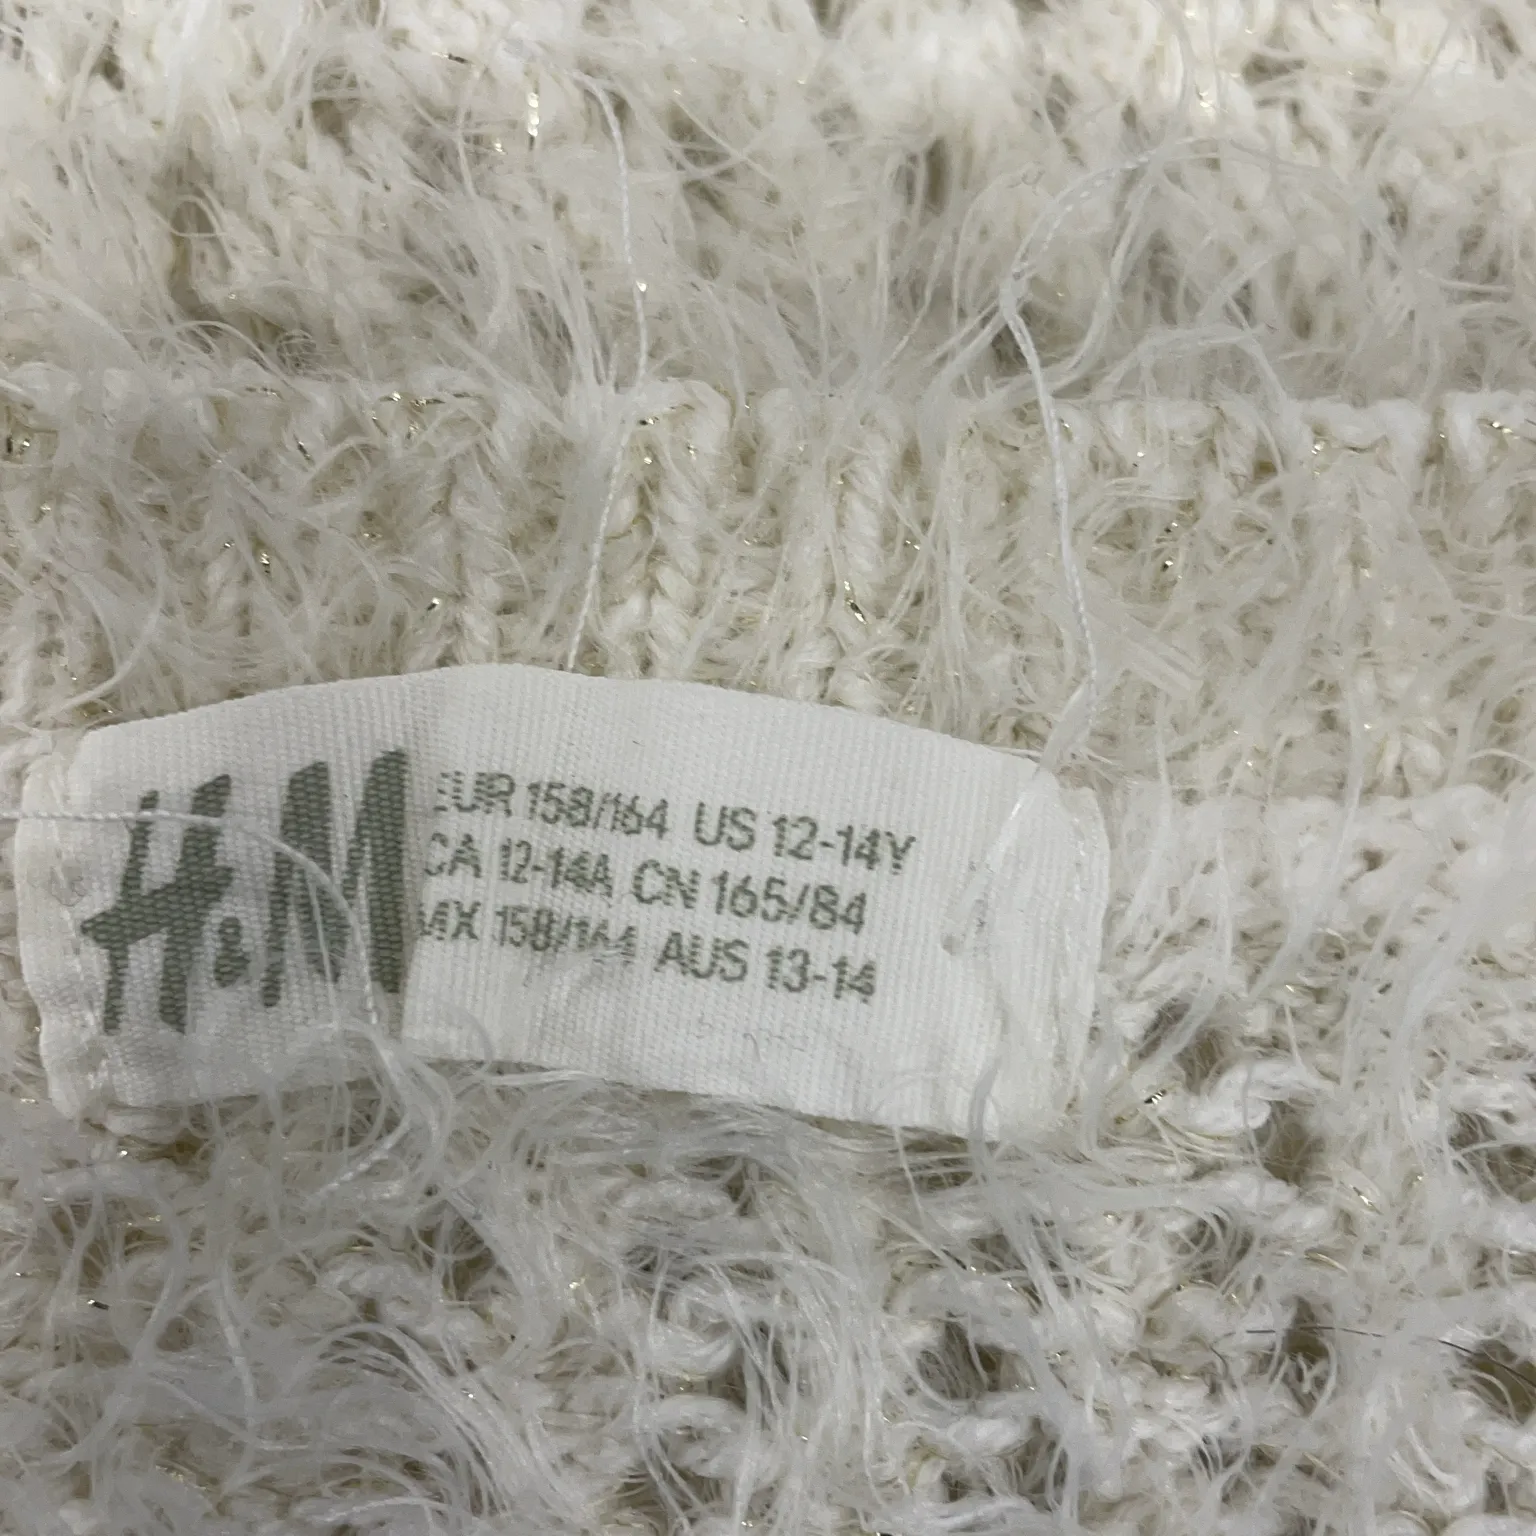 H&M
EUR 158/164 US 12-14Y
CA 12-14A CN 165/84
MX 158/164 AUS 13-14